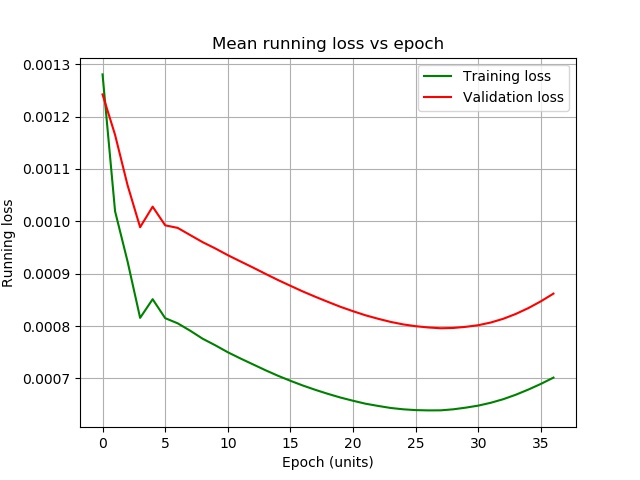 Mean running loss vs epoch
Training loss
Validation loss
0.0013
0.0012
0.0011
0.0010
0.0009
0.0008
0.0007
Running loss
0 5 10 15 20 25 30 35
Epoch (units)